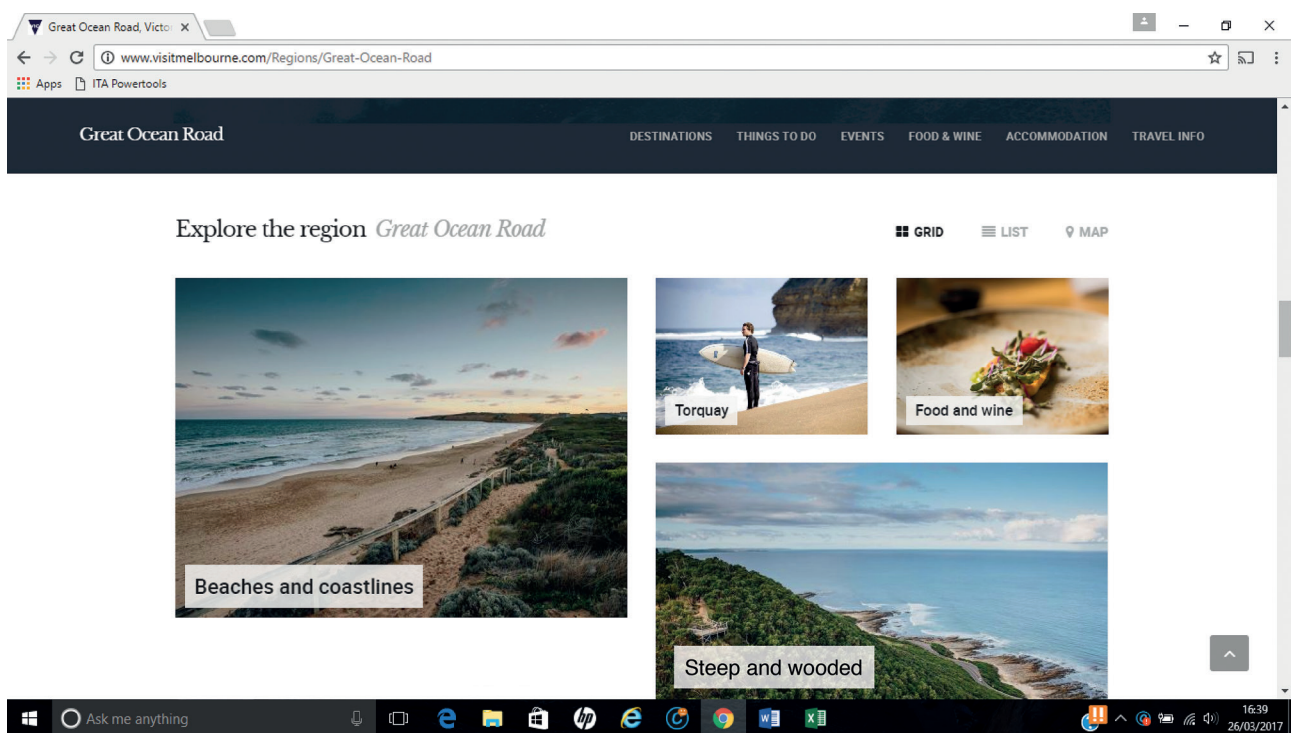 Great Ocean Road, Victo
www.visitmelbourne.com/Regions/Great-Ocean-Road
Apps ITA Powertools
Great Ocean Road DESTINATIONS THINGS TO DO EVENTS FOOD & WINE ACCOMMODATION TRAVEL INFO
Explore the region Great Ocean Road GRID LIST MAP
Torquay Food and wine
Beaches and coastlines
Steep and wooded
Ask me anything
16:39
26/03/2017